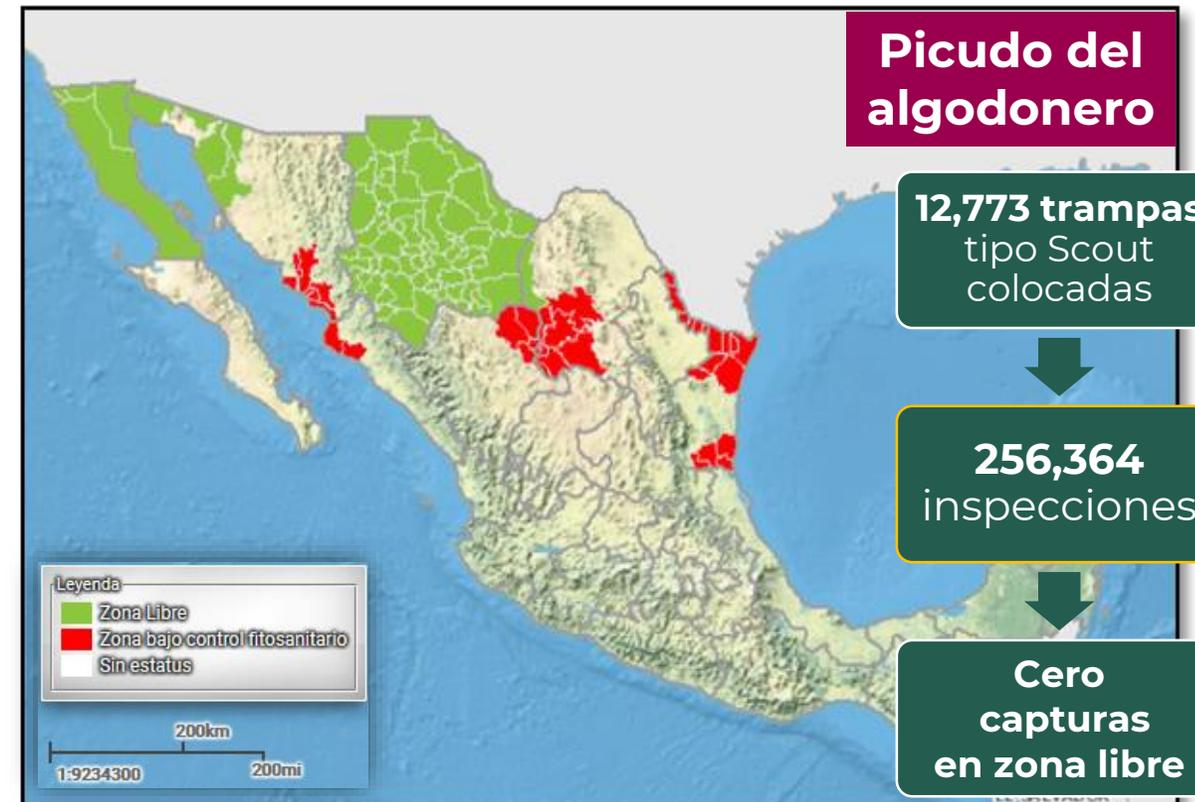 Picudo del
algodonero
12,773 trampas
tipo Scout
colocadas
256,364
inspecciones
Cero
capturas
en zona libre
Leyenda
Zona Libre
Zona bajo control fitosanitario
Sin estatus
200km
200mi
1:9234300